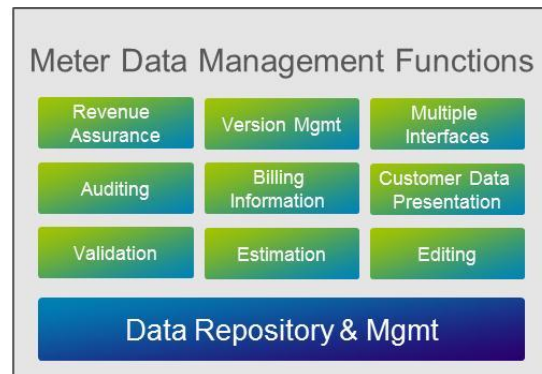 Meter Data Management Functions
Revenue
Assurance
Version Mgmt
Multiple
Interfaces
Auditing
Billing
Information
Customer Data
Presentation
Validation
Estimation
Editing
Data Repository & Mgmt